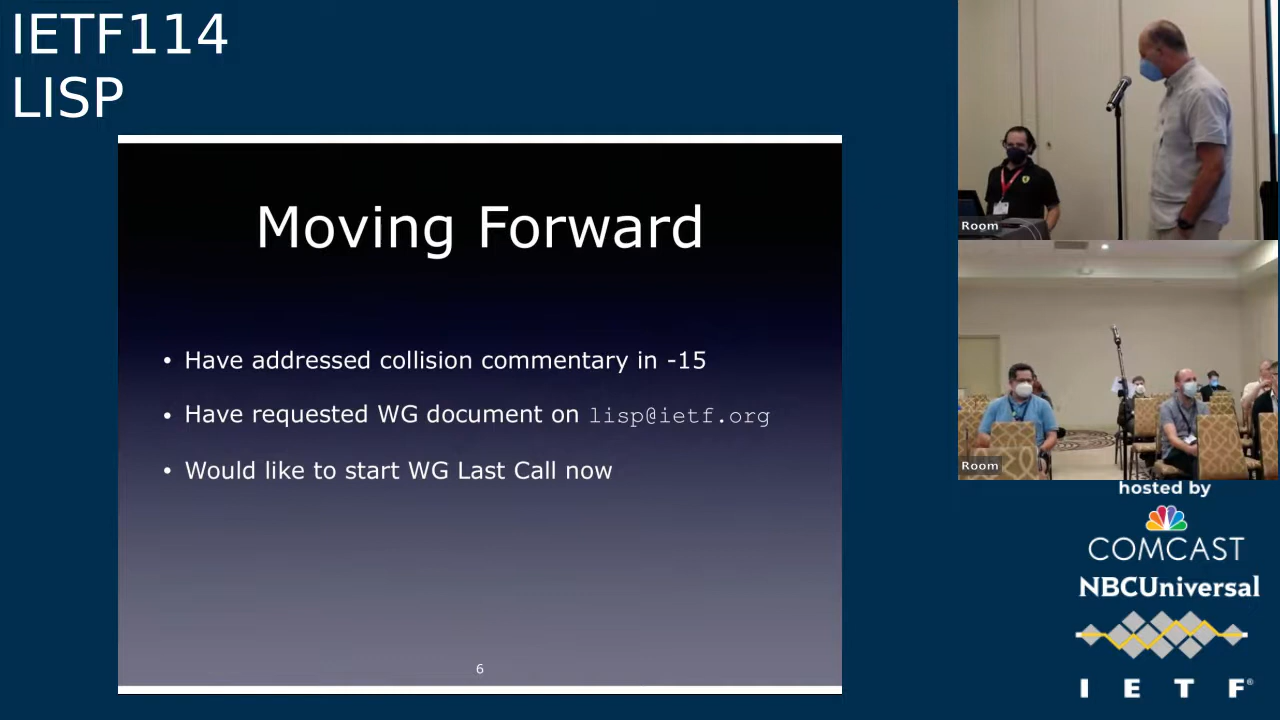 IETF114
LISP
Moving Forward
• Have addressed collision commentary in -15
• Have requested WG document on lisp@ietf.org
• Would like to start WG Last Call now
6
Room
Room
hosted by
COMCAST
NBCUniversal
I E T F®